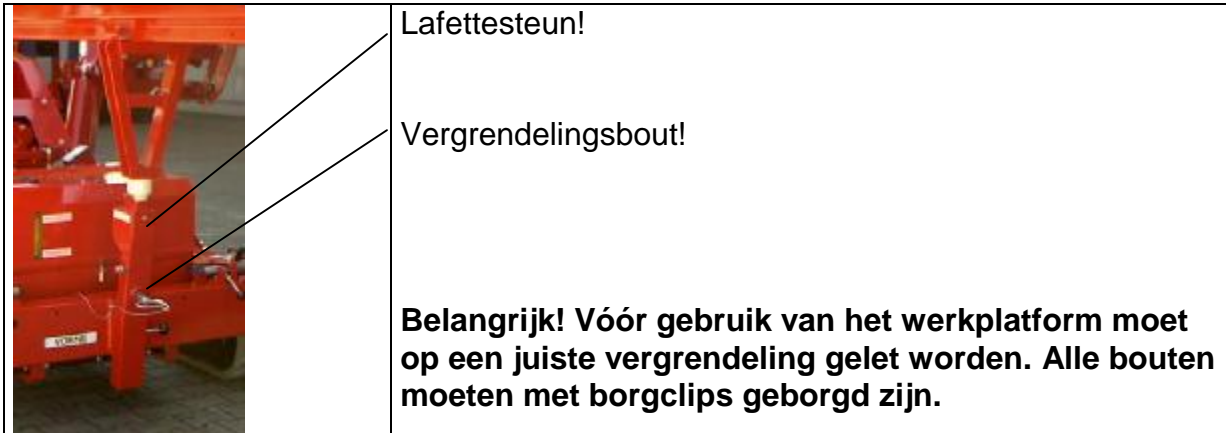 Lafettesteun!
Vergrendelingsbout!
Belangrijk! Vóór gebruik van het werkplatform moet
op een juiste vergrendeling gelet worden. Alle bouten
moeten met borgclips geborgd zijn.
VORNE